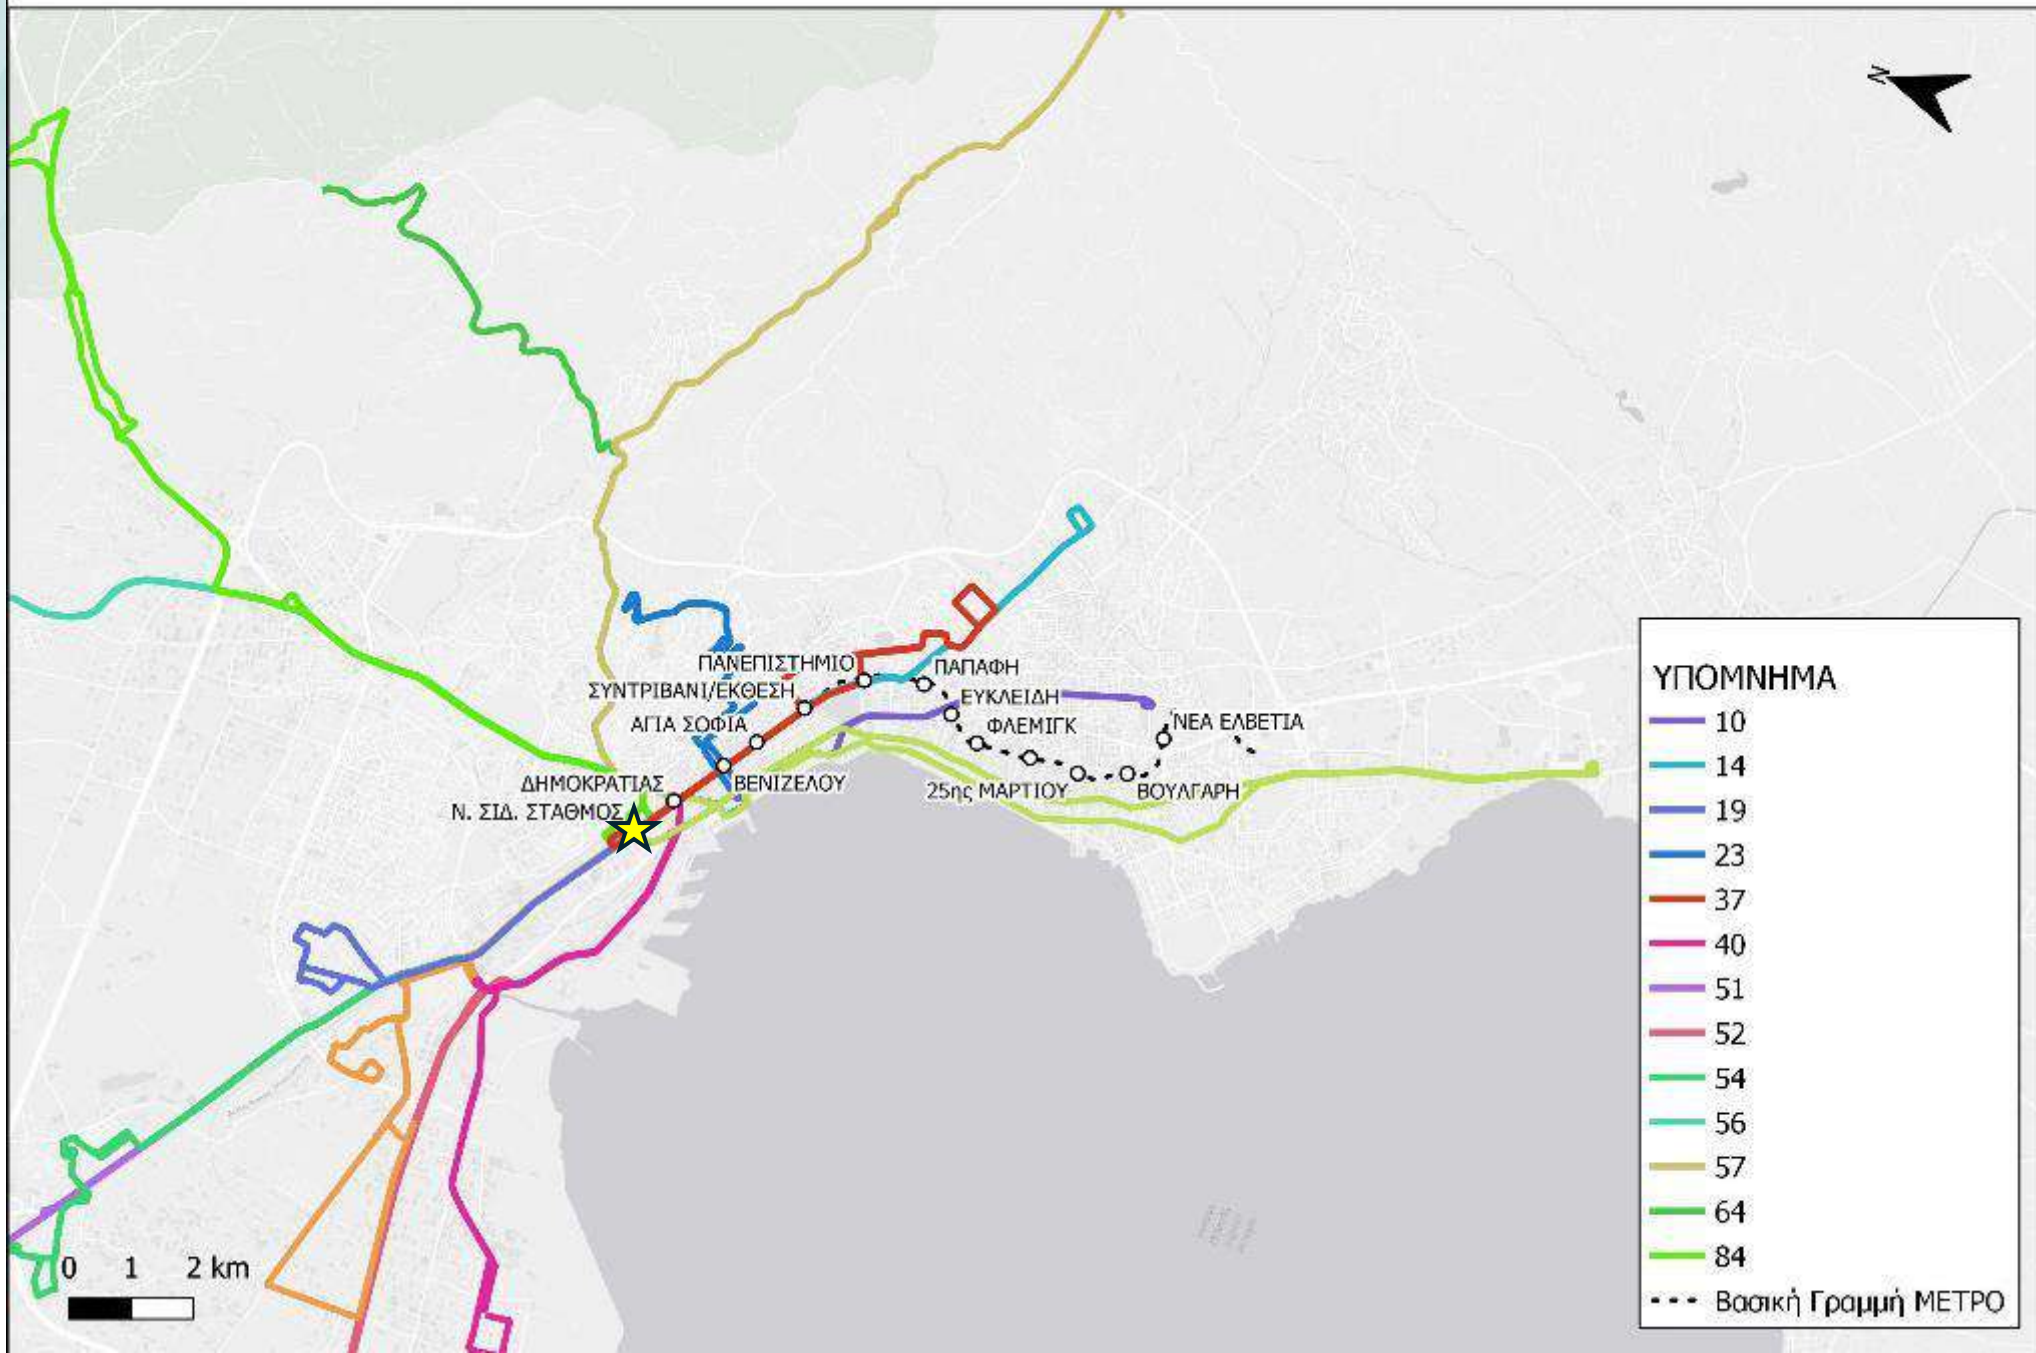 N
ΠΑΝΕΠΙΣΤΗΜΙΟ
ΠΑΠΑΦΗ
ΣΥΝΤΡΙΒΑΝΙ/ΕΚΘΕΣΗ
ΕΥΚΛΕΙΔΗ
ΑΓΙΑ ΣΟΦΙΑ
ΦΛΕΜΙΓΚ
ΝΕΑ ΕΛΒΕΤΙΑ
ΔΗΜΟΚΡΑΤΙΑΣ
ΒΕΝΙΖΕΛΟΥ
25ης ΜΑΡΤΙΟΥ
ΒΟΥΛΓΑΡΗ
Ν. ΣΙΔ. ΣΤΑΘΜΟΣ
0 1 2 km
ΥΠΟΜΝΗΜΑ
10
14
19
23
37
40
51
52
54
56
57
64
84
Βασική Γραμμή ΜΕΤΡΟ